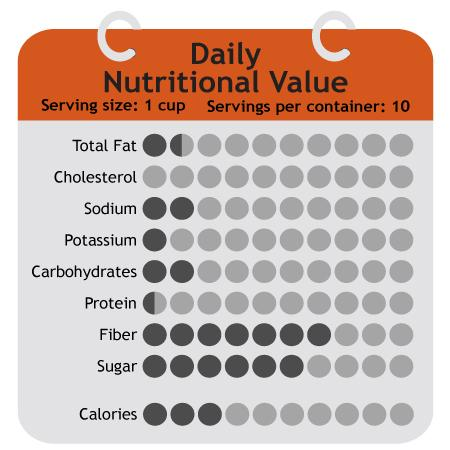 Daily
Nutritional Value
Serving size: 1 cup Servings per container: 10
Total Fat
Cholesterol
Sodium
Potassium
Carbohydrates
Protein
Fiber
Sugar
Calories